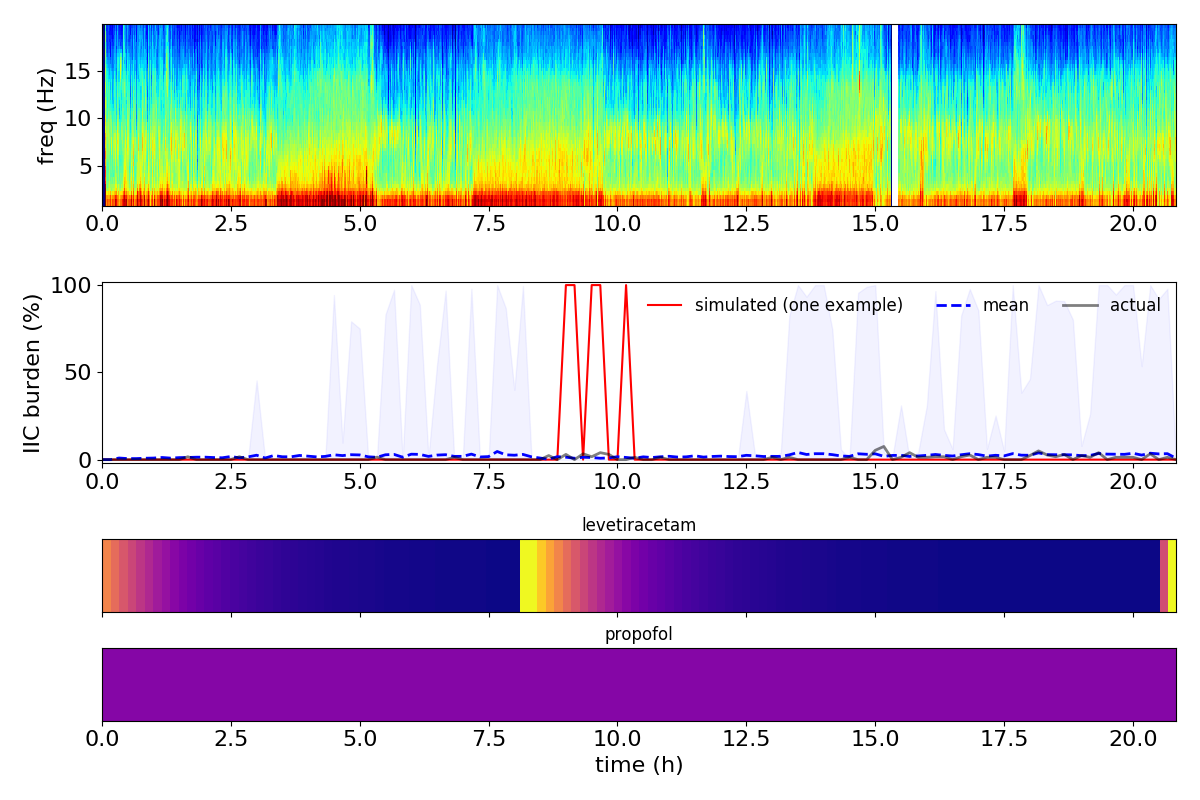 freq (Hz)
15
10
5
0.0 2.5 5.0 7.5 10.0 12.5 15.0 17.5 20.0
IIC burden (%)
100
50
0
simulated (one example) mean actual
0.0 2.5 5.0 7.5 10.0 12.5 15.0 17.5 20.0
levetiracetam
propofol
0.0 2.5 5.0 7.5 10.0 12.5 15.0 17.5 20.0
time (h)